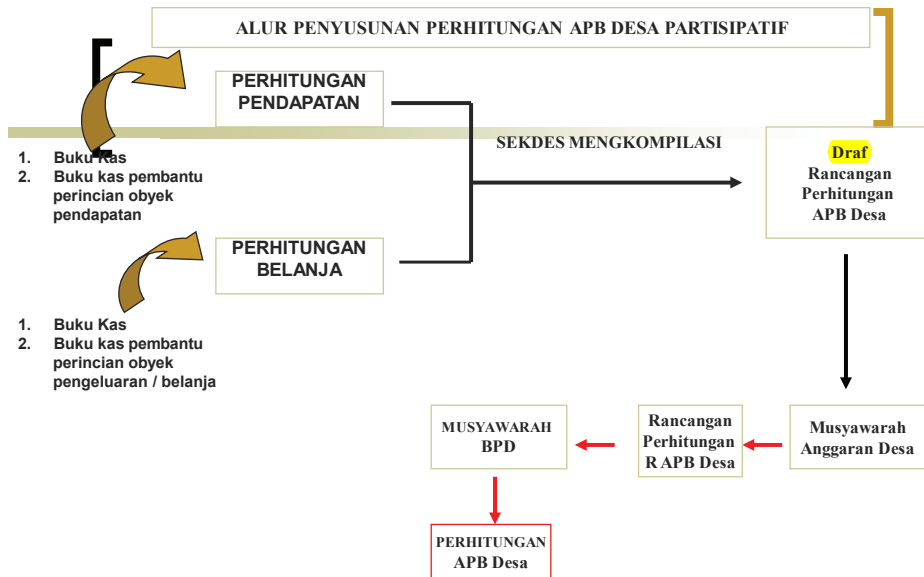 ALUR PENYUSUNAN PERHITUNGAN APB DESA PARTISIPATIF
PERHITUNGAN
PENDAPATAN
1. Buku Kas
2. Buku kas pembantu
perincian obyek
pendapatan
SEKDES MENGKOMPILASI
Draf
Rancangan
Perhitungan
APB Desa
PERHITUNGAN
BELANJA
1. Buku Kas
2. Buku kas pembantu
perincian obyek
pengeluaran / belanja
Musyawarah
Anggaran Desa
Rancangan
Perhitungan
R APB Desa
MUSYAWARAH
BPD
PERHITUNGAN
APB Desa